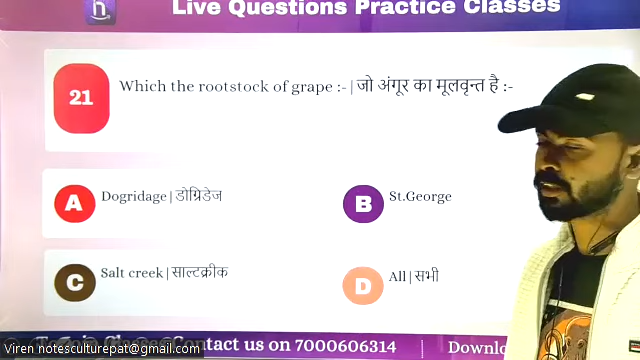 h
Live Questions Practice Classes
21
Which the rootstock of grape :- | जो अंगूर का मूलवृन्त है :-
A Dogridage | डोग्रिडेज
B St.George
C Salt creek | साल्टक्रीक
D All | सभी
Contact us on 7000606314 |
Viren notesculturepat@gmail.com